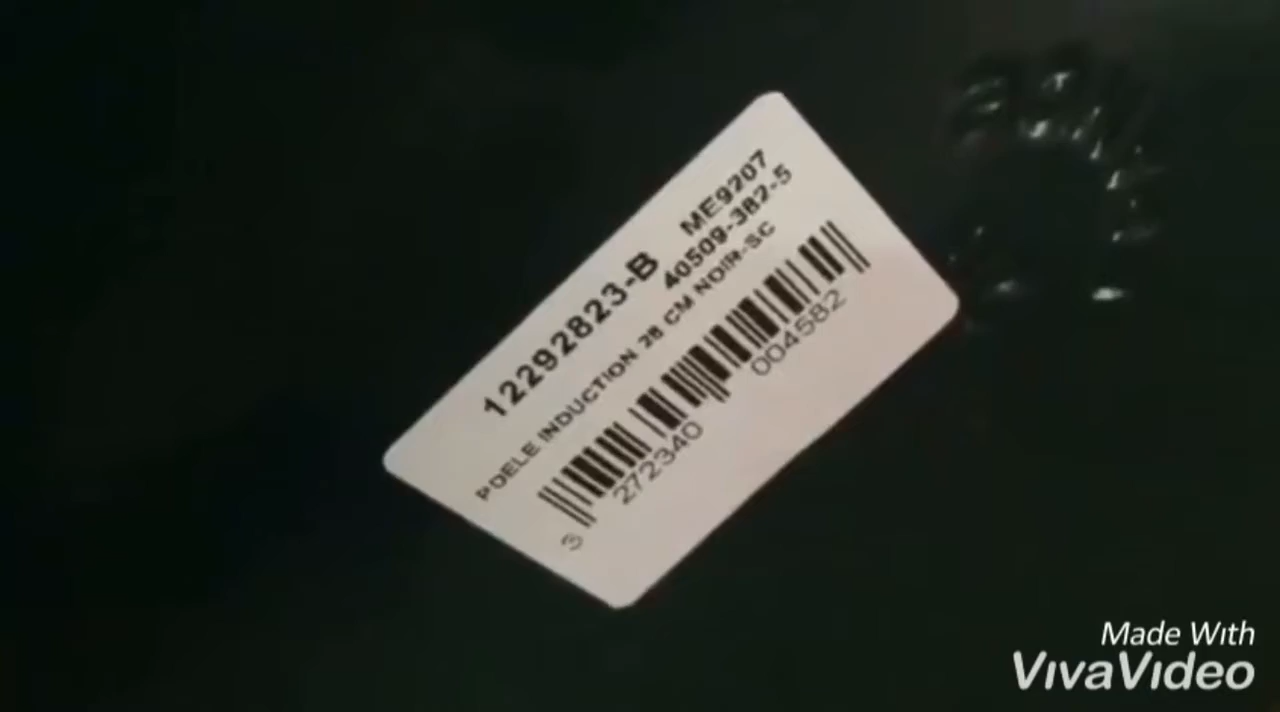 12292823-B
ME9207
40509-382-5
POELE INDUCTION 28 CM NOIR-SC
3 272340 004582
Made With
VivaVideo